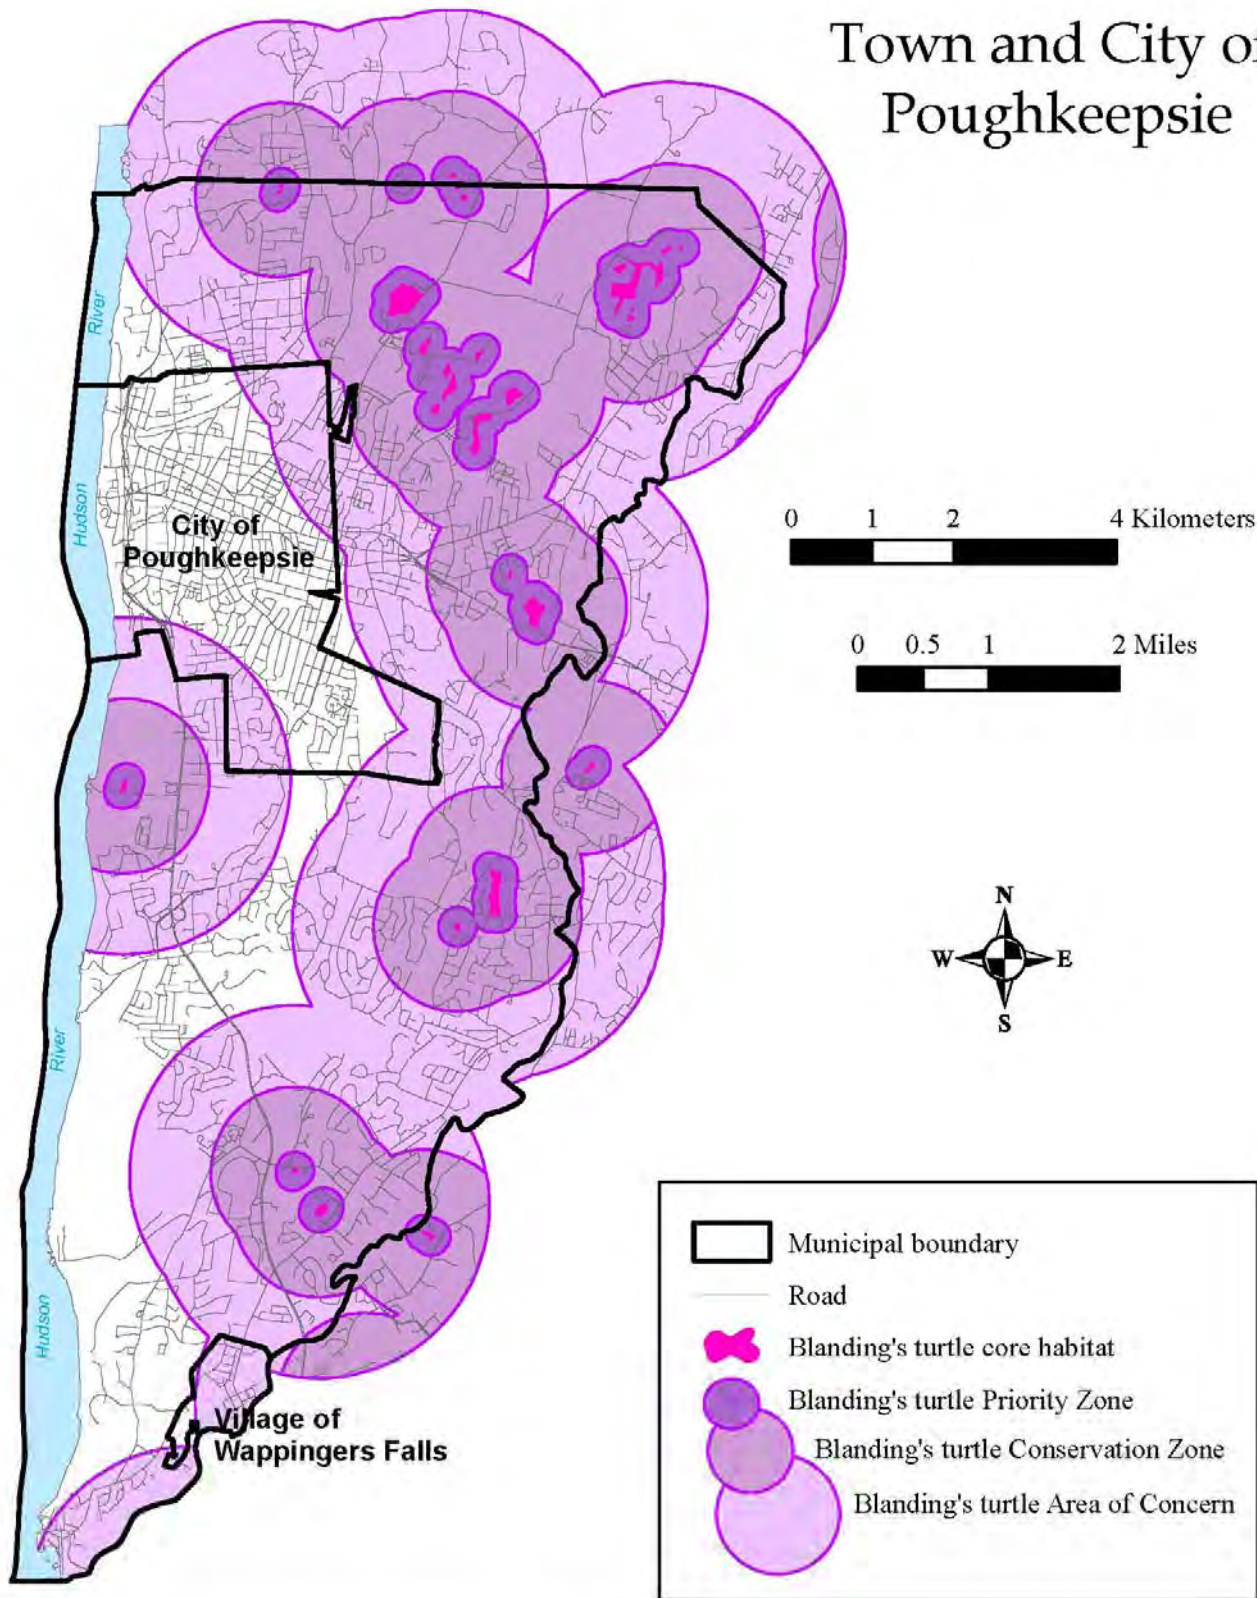 Town and City of
Poughkeepsie
River
Hudson
City of
Poughkeepsie
0 1 2 4 Kilometers
0 0.5 1 2 Miles
N
W E
S
River
Hudson
Village of
Wappingers Falls
Municipal boundary
Road
Blanding's turtle core habitat
Blanding's turtle Priority Zone
Blanding's turtle Conservation Zone
Blanding's turtle Area of Concern